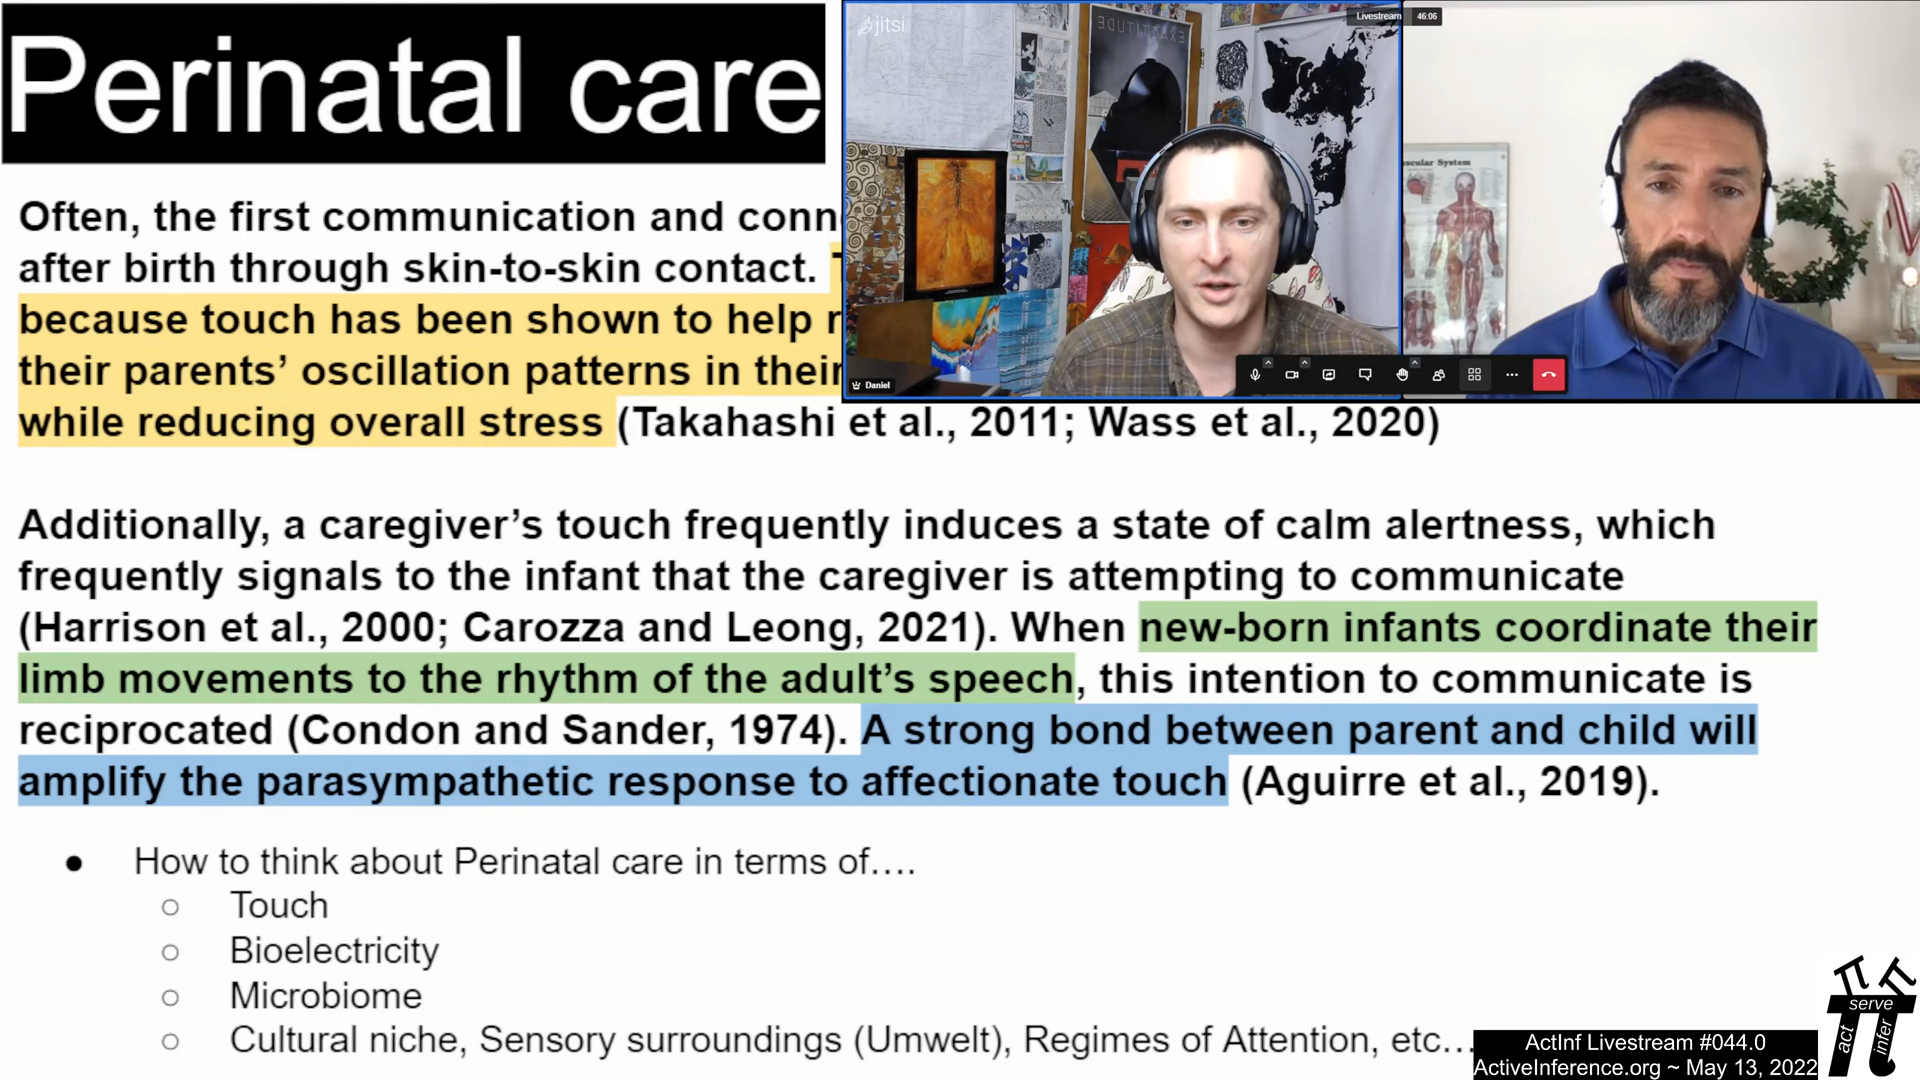 Perinatal care
jitsi
EXACTITUDE
Livestream
46:06
uscular System
Daniel
Often, the first communication and conn
after birth through skin-to-skin contact.
because touch has been shown to help r
their parents’ oscillation patterns in their
while reducing overall stress (Takahashi et al., 2011; Wass et al., 2020)
Additionally, a caregiver’s touch frequently induces a state of calm alertness, which
frequently signals to the infant that the caregiver is attempting to communicate
(Harrison et al., 2000; Carozza and Leong, 2021). When new-born infants coordinate their
limb movements to the rhythm of the adult’s speech, this intention to communicate is
reciprocated (Condon and Sander, 1974). A strong bond between parent and child will
amplify the parasympathetic response to affectionate touch (Aguirre et al., 2019).
● How to think about Perinatal care in terms of….
○ Touch
○ Bioelectricity
○ Microbiome
○ Cultural niche, Sensory surroundings (Umwelt), Regimes of Attention, etc…
ActInf Livestream #044.0
ActiveInference.org ~ May 13, 2022
serve
act
infer